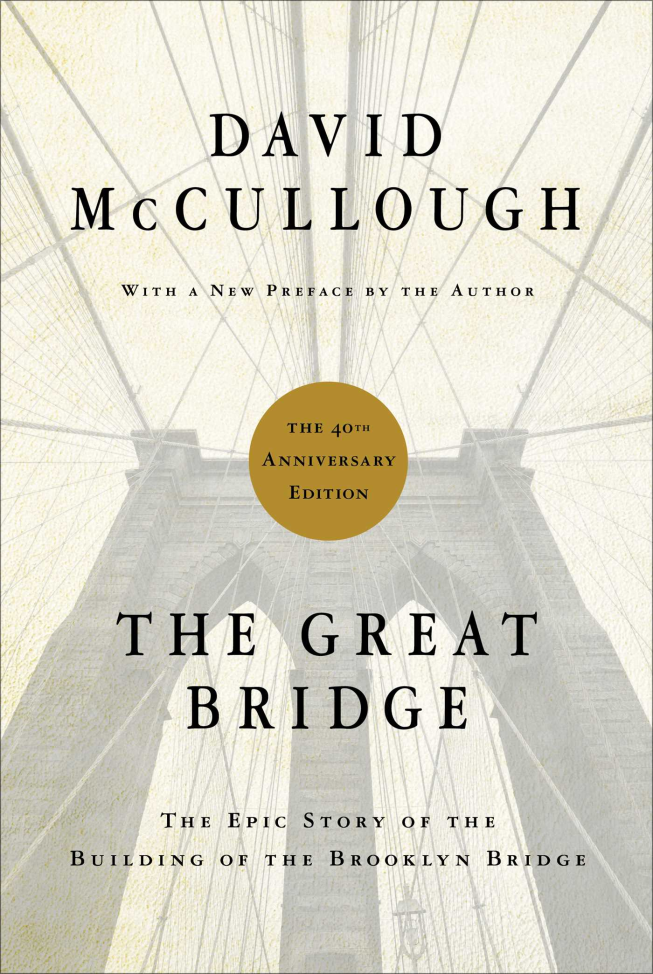 DAVID
McCULLOUGH
WITH A NEW PREFACE BY THE AUTHOR
THE 40TH
ANNIVERSARY
EDITION
THE GREAT
BRIDGE
THE EPIC STORY OF THE
BUILDING OF THE BROOKLYN BRIDGE